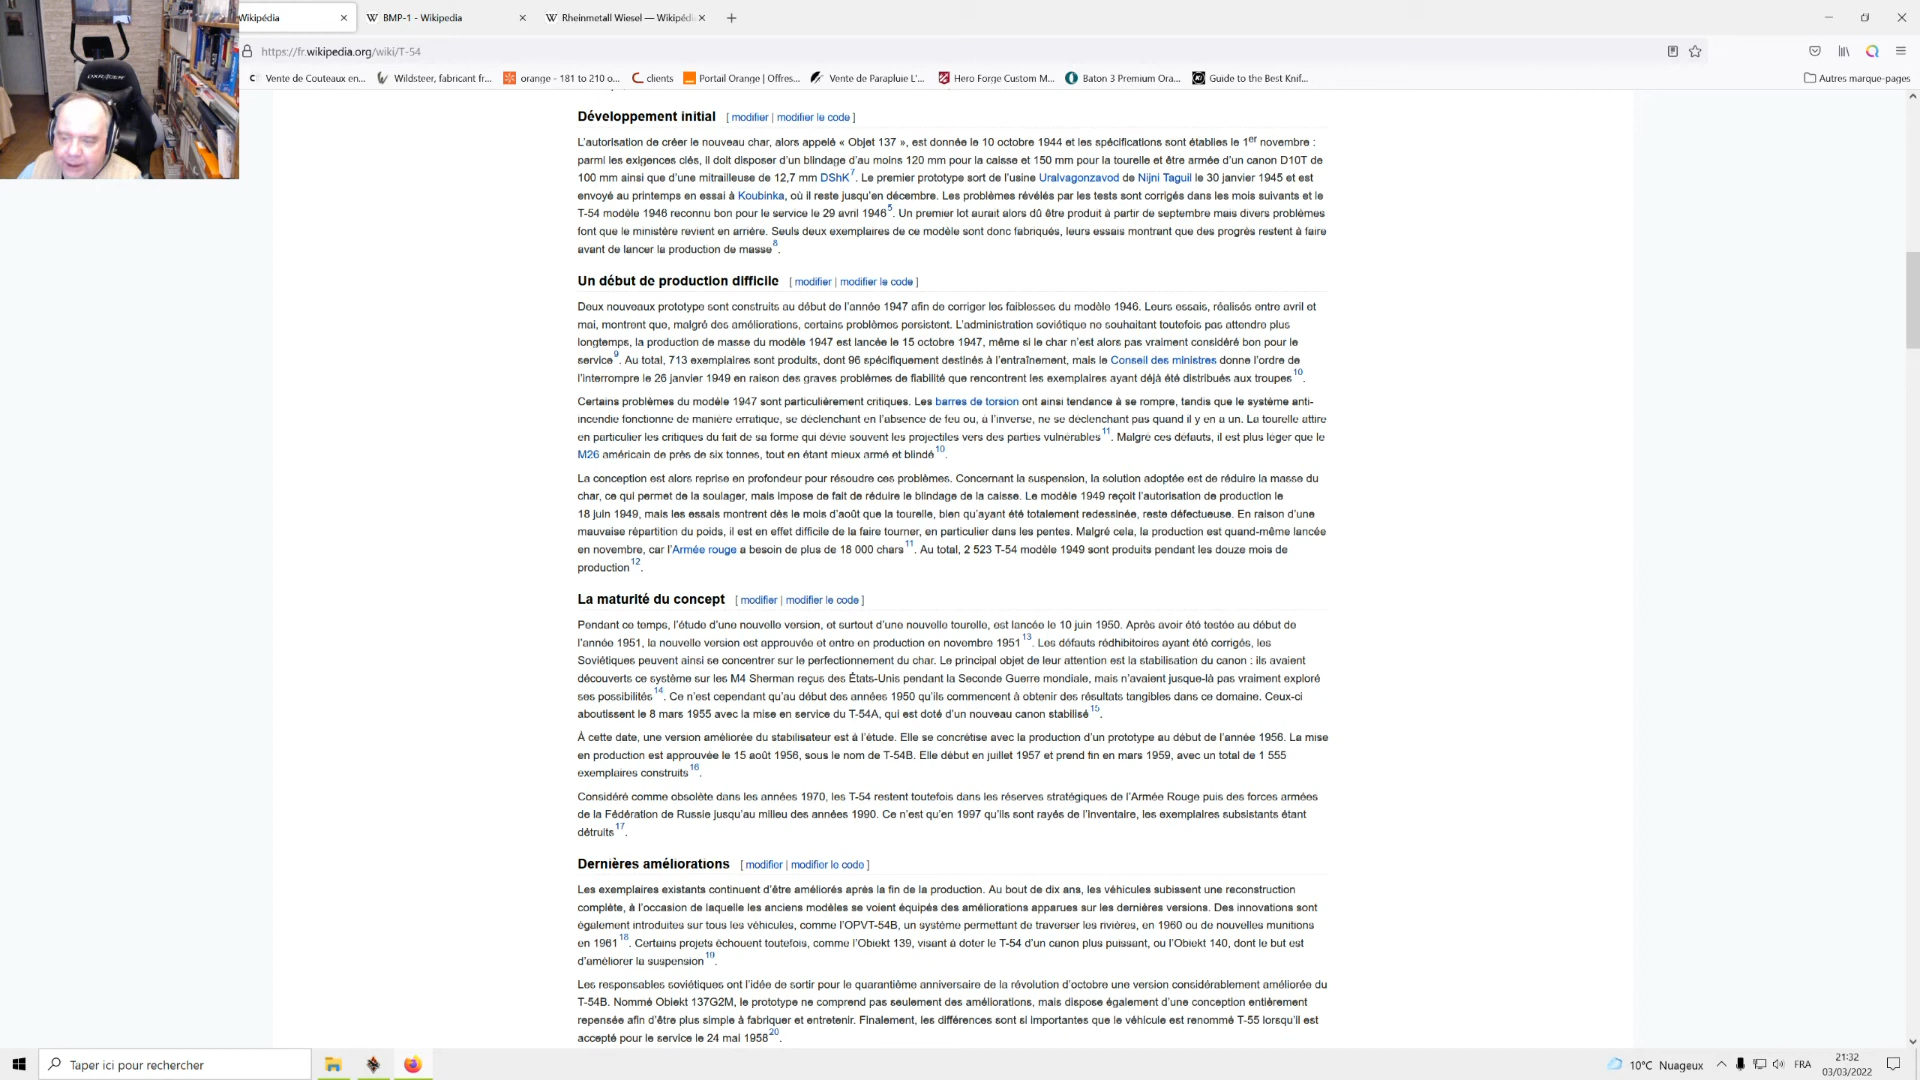 Wikipédia
BMP-1 - Wikipedia
Rheinmetall Wiesel — Wikipédi
https://fr.wikipedia.org/wiki/T-54
Vente de Couteaux en...
Wildsteer, fabricant fr...
orange - 181 to 210 o...
clients
Portail Orange | Offres...
Vente de Parapluie L'...
Hero Forge Custom M...
Baton 3 Premium Ora...
Guide to the Best Knif...
Autres marque-pages
DXRACER
Développement initial [ modifier | modifier le code ]
L'autorisation de créer le nouveau char, alors appelé « Objet 137 », est donnée le 10 octobre 1944 et les spécifications sont établies le 1er novembre :
parmi les exigences clés, il doit disposer d'un blindage d'au moins 120 mm pour la caisse et 150 mm pour la tourelle et être armée d'un canon D10T de
100 mm ainsi que d'une mitrailleuse de 12,7 mm DShK7. Le premier prototype sort de l'usine Uralvagonzavod de Nijni Taguil le 30 janvier 1945 et est
envoyé au printemps en essai à Koubinka, où il reste jusqu'en décembre. Les problèmes révélés par les tests sont corrigés dans les mois suivants et le
T-54 modèle 1946 reconnu bon pour le service le 29 avril 19465. Un premier lot aurait alors dû être produit à partir de septembre mais divers problèmes
font que le ministère revient en arrière. Seuls deux exemplaires de ce modèle sont donc fabriqués, leurs essais montrant que des progrès restent à faire
avant de lancer la production de masse8.
Un début de production difficile [ modifier | modifier le code ]
Deux nouveaux prototype sont construits au début de l'année 1947 afin de corriger les faiblesses du modèle 1946. Leurs essais, réalisés entre avril et
mai, montrent que, malgré des améliorations, certains problèmes persistent. L'administration soviétique ne souhaitant toutefois pas attendre plus
longtemps, la production de masse du modèle 1947 est lancée le 15 octobre 1947, même si le char n'est alors pas vraiment considéré bon pour le
service9. Au total, 713 exemplaires sont produits, dont 96 spécifiquement destinés à l'entraînement, mais le Conseil des ministres donne l'ordre de
l'interrompre le 26 janvier 1949 en raison des graves problèmes de fiabilité que rencontrent les exemplaires ayant déjà été distribués aux troupes10.
Certains problèmes du modèle 1947 sont particulièrement critiques. Les barres de torsion ont ainsi tendance à se rompre, tandis que le système anti-
incendie fonctionne de manière erratique, se déclenchant en l'absence de feu ou, à l'inverse, ne se déclenchant pas quand il y en a un. La tourelle attire
en particulier les critiques du fait de sa forme qui dévie souvent les projectiles vers des parties vulnérables11. Malgré ces défauts, il est plus léger que le
M26 américain de près de six tonnes, tout en étant mieux armé et blindé10.
La conception est alors reprise en profondeur pour résoudre ces problèmes. Concernant la suspension, la solution adoptée est de réduire la masse du
char, ce qui permet de la soulager, mais impose de fait de réduire le blindage de la caisse. Le modèle 1949 reçoit l'autorisation de production le
18 juin 1949, mais les essais montrent dès le mois d'août que la tourelle, bien qu'ayant été totalement redessinée, reste défectueuse. En raison d'une
mauvaise répartition du poids, il est en effet difficile de la faire tourner, en particulier dans les pentes. Malgré cela, la production est quand-même lancée
en novembre, car l'Armée rouge a besoin de plus de 18 000 chars11. Au total, 2 523 T-54 modèle 1949 sont produits pendant les douze mois de
production12.
La maturité du concept [ modifier | modifier le code ]
Pendant ce temps, l'étude d'une nouvelle version, et surtout d'une nouvelle tourelle, est lancée le 10 juin 1950. Après avoir été testée au début de
l'année 1951, la nouvelle version est approuvée et entre en production en novembre 195113. Les défauts rédhibitoires ayant été corrigés, les
Soviétiques peuvent ainsi se concentrer sur le perfectionnement du char. Le principal objet de leur attention est la stabilisation du canon : ils avaient
découverts ce système sur les M4 Sherman reçus des États-Unis pendant la Seconde Guerre mondiale, mais n'avaient jusque-là pas vraiment exploré
ses possibilités14. Ce n'est cependant qu'au début des années 1950 qu'ils commencent à obtenir des résultats tangibles dans ce domaine. Ceux-ci
aboutissent le 8 mars 1955 avec la mise en service du T-54A, qui est doté d'un nouveau canon stabilisé15.
À cette date, une version améliorée du stabilisateur est à l'étude. Elle se concrétise avec la production d'un prototype au début de l'année 1956. La mise
en production est approuvée le 15 août 1956, sous le nom de T-54B. Elle début en juillet 1957 et prend fin en mars 1959, avec un total de 1 555
exemplaires construits16.
Considéré comme obsolète dans les années 1970, les T-54 restent toutefois dans les réserves stratégiques de l'Armée Rouge puis des forces armées
de la Fédération de Russie jusqu'au milieu des années 1990. Ce n'est qu'en 1997 qu'ils sont rayés de l'inventaire, les exemplaires subsistants étant
détruits17.
Dernières améliorations [ modifier | modifier le code ]
Les exemplaires existants continuent d'être améliorés après la fin de la production. Au bout de dix ans, les véhicules subissent une reconstruction
complète, à l'occasion de laquelle les anciens modèles se voient équipés des améliorations apparues sur les dernières versions. Des innovations sont
également introduites sur tous les véhicules, comme l'OPVT-54B, un système permettant de traverser les rivières, en 1960 ou de nouvelles munitions
en 196118. Certains projets échouent toutefois, comme l'Obiekt 139, visant à doter le T-54 d'un canon plus puissant, ou l'Obiekt 140, dont le but est
d'améliorer la suspension19.
Les responsables soviétiques ont l'idée de sortir pour le quarantième anniversaire de la révolution d'octobre une version considérablement améliorée du
T-54B. Nommé Obiekt 137G2M, le prototype ne comprend pas seulement des améliorations, mais dispose également d'une conception entièrement
repensée afin d'être plus simple à fabriquer et entretenir. Finalement, les différences sont si importantes que le véhicule est renommé T-55 lorsqu'il est
accepté pour le service le 24 mai 195820.
Taper ici pour rechercher
10°C Nuageux
FRA
21:32
03/03/2022